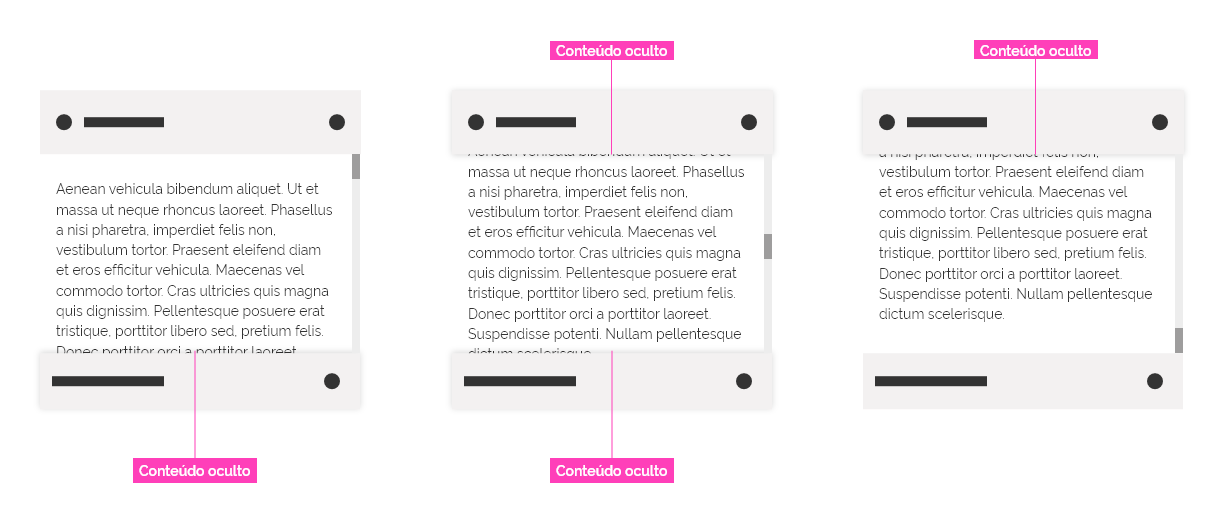 Conteúdo oculto
Conteúdo oculto
Aenean vehicula bibendum aliquet. Ut et
massa ut neque rhoncus laoreet. Phasellus
a nisi pharetra, imperdiet felis non,
vestibulum tortor. Praesent eleifend diam
et eros efficitur vehicula. Maecenas vel
commodo tortor. Cras ultricies quis magna
quis dignissim. Pellentesque posuere erat
tristique, porttitor libero sed, pretium felis.
Donec porttitor orci a porttitor laoreet.
Conteúdo oculto
Aenean vehicula bibendum aliquet. Ut et
massa ut neque rhoncus laoreet. Phasellus
a nisi pharetra, imperdiet felis non,
vestibulum tortor. Praesent eleifend diam
et eros efficitur vehicula. Maecenas vel
commodo tortor. Cras ultricies quis magna
quis dignissim. Pellentesque posuere erat
tristique, porttitor libero sed, pretium felis.
Donec porttitor orci a porttitor laoreet.
Suspendisse potenti. Nullam pellentesque
dictum scelerisque.
Conteúdo oculto
a nisi pharetra, imperdiet felis non,
vestibulum tortor. Praesent eleifend diam
et eros efficitur vehicula. Maecenas vel
commodo tortor. Cras ultricies quis magna
quis dignissim. Pellentesque posuere erat
tristique, porttitor libero sed, pretium felis.
Donec porttitor orci a porttitor laoreet.
Suspendisse potenti. Nullam pellentesque
dictum scelerisque.